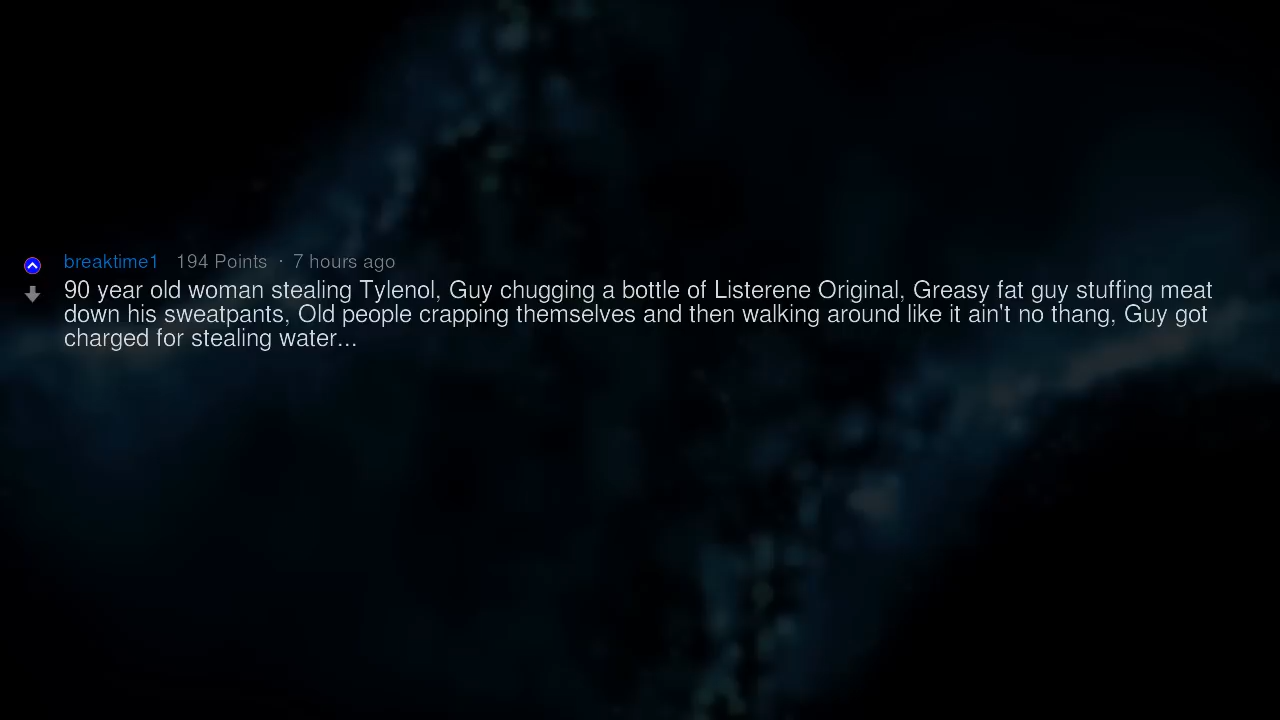 breaktime1 194 Points · 7 hours ago
90 year old woman stealing Tylenol, Guy chugging a bottle of Listerene Original, Greasy fat guy stuffing meat
down his sweatpants, Old people crapping themselves and then walking around like it ain't no thang, Guy got
charged for stealing water...